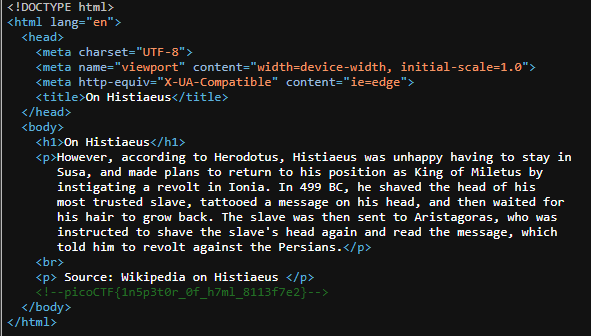 <!DOCTYPE html>
<html lang="en">
<head>
<meta charset="UTF-8">
<meta name="viewport" content="width=device-width, initial-scale=1.0">
<meta http-equiv="X-UA-Compatible" content="ie=edge">
<title>On Histiaeus</title>
</head>
<body>
<h1>On Histiaeus</h1>
<p>However, according to Herodotus, Histiaeus was unhappy having to stay in
Susa, and made plans to return to his position as King of Miletus by
instigating a revolt in Ionia. In 499 BC, he shaved the head of his
most trusted slave, tattooed a message on his head, and then waited for
his hair to grow back. The slave was then sent to Aristagoras, who was
instructed to shave the slave's head again and read the message, which
told him to revolt against the Persians.</p>
<br>
<p> Source: Wikipedia on Histiaeus </p>
<!--picoCTF{1n5p3t0r_0f_h7ml_8113f7e2}-->
</body>
</html>